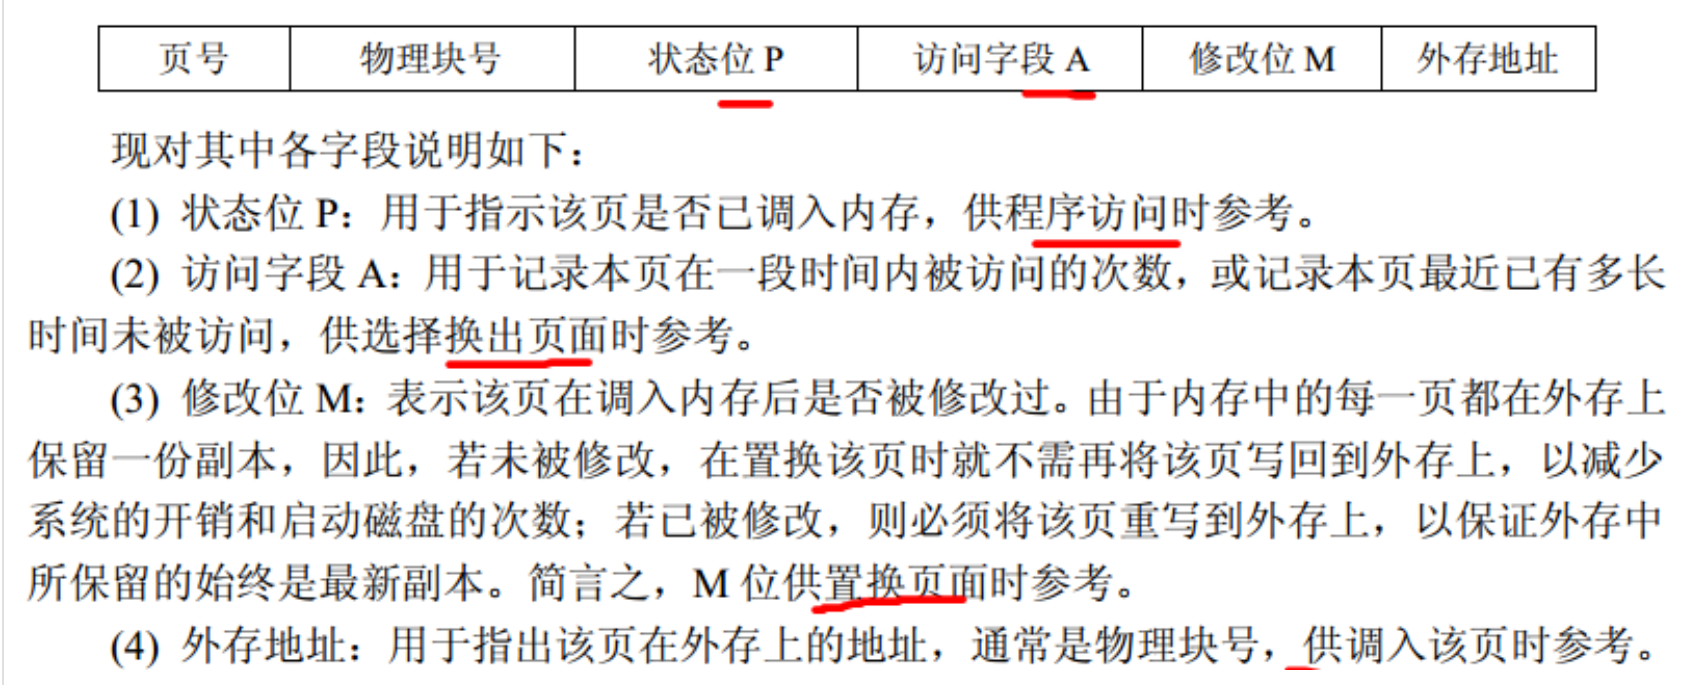 页号 物理块号 状态位 P 访问字段 A 修改位 M 外存地址
现对其中各字段说明如下：
(1) 状态位 P：用于指示该页是否已调入内存，供程序访问时参考。
(2) 访问字段 A：用于记录本页在一段时间内被访问的次数，或记录本页最近已有多长
时间未被访问，供选择换出页面时参考。
(3) 修改位 M：表示该页在调入内存后是否被修改过。由于内存中的每一页都在外存上
保留一份副本，因此，若未被修改，在置换该页时就不需再将该页写回到外存上，以减少
系统的开销和启动磁盘的次数；若已被修改，则必须将该页重写到外存上，以保证外存中
所保留的始终是最新副本。简言之，M 位供置换页面时参考。
(4) 外存地址：用于指出该页在外存上的地址，通常是物理块号，供调入该页时参考。